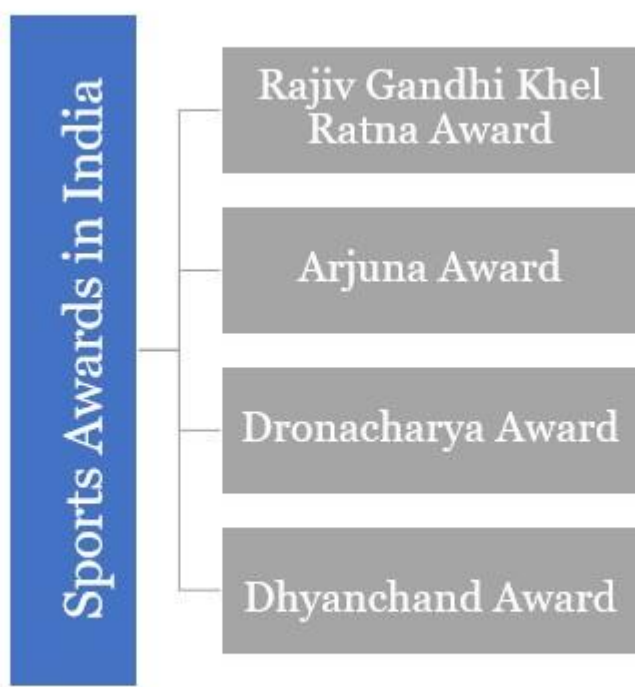 Sports Awards in India
Rajiv Gandhi Khel
Ratna Award
Arjuna Award
Dronacharya Award
Dhyanchand Award